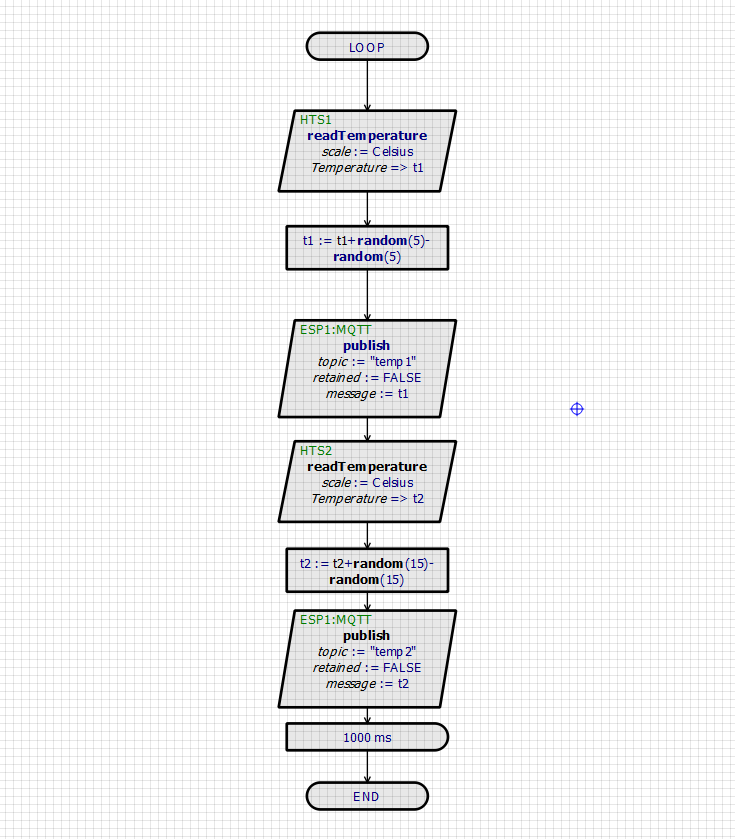 LOOP
HTS1
readTemperature
scale := Celsius
Temperature => t1
t1 := t1+random(5)-
random(5)
ESP1:MQTT
publish
topic := "temp1"
retained := FALSE
message := t1
HTS2
readTemperature
scale := Celsius
Temperature => t2
t2 := t2+random(15)-
random(15)
ESP1:MQTT
publish
topic := "temp2"
retained := FALSE
message := t2
1000 ms
END